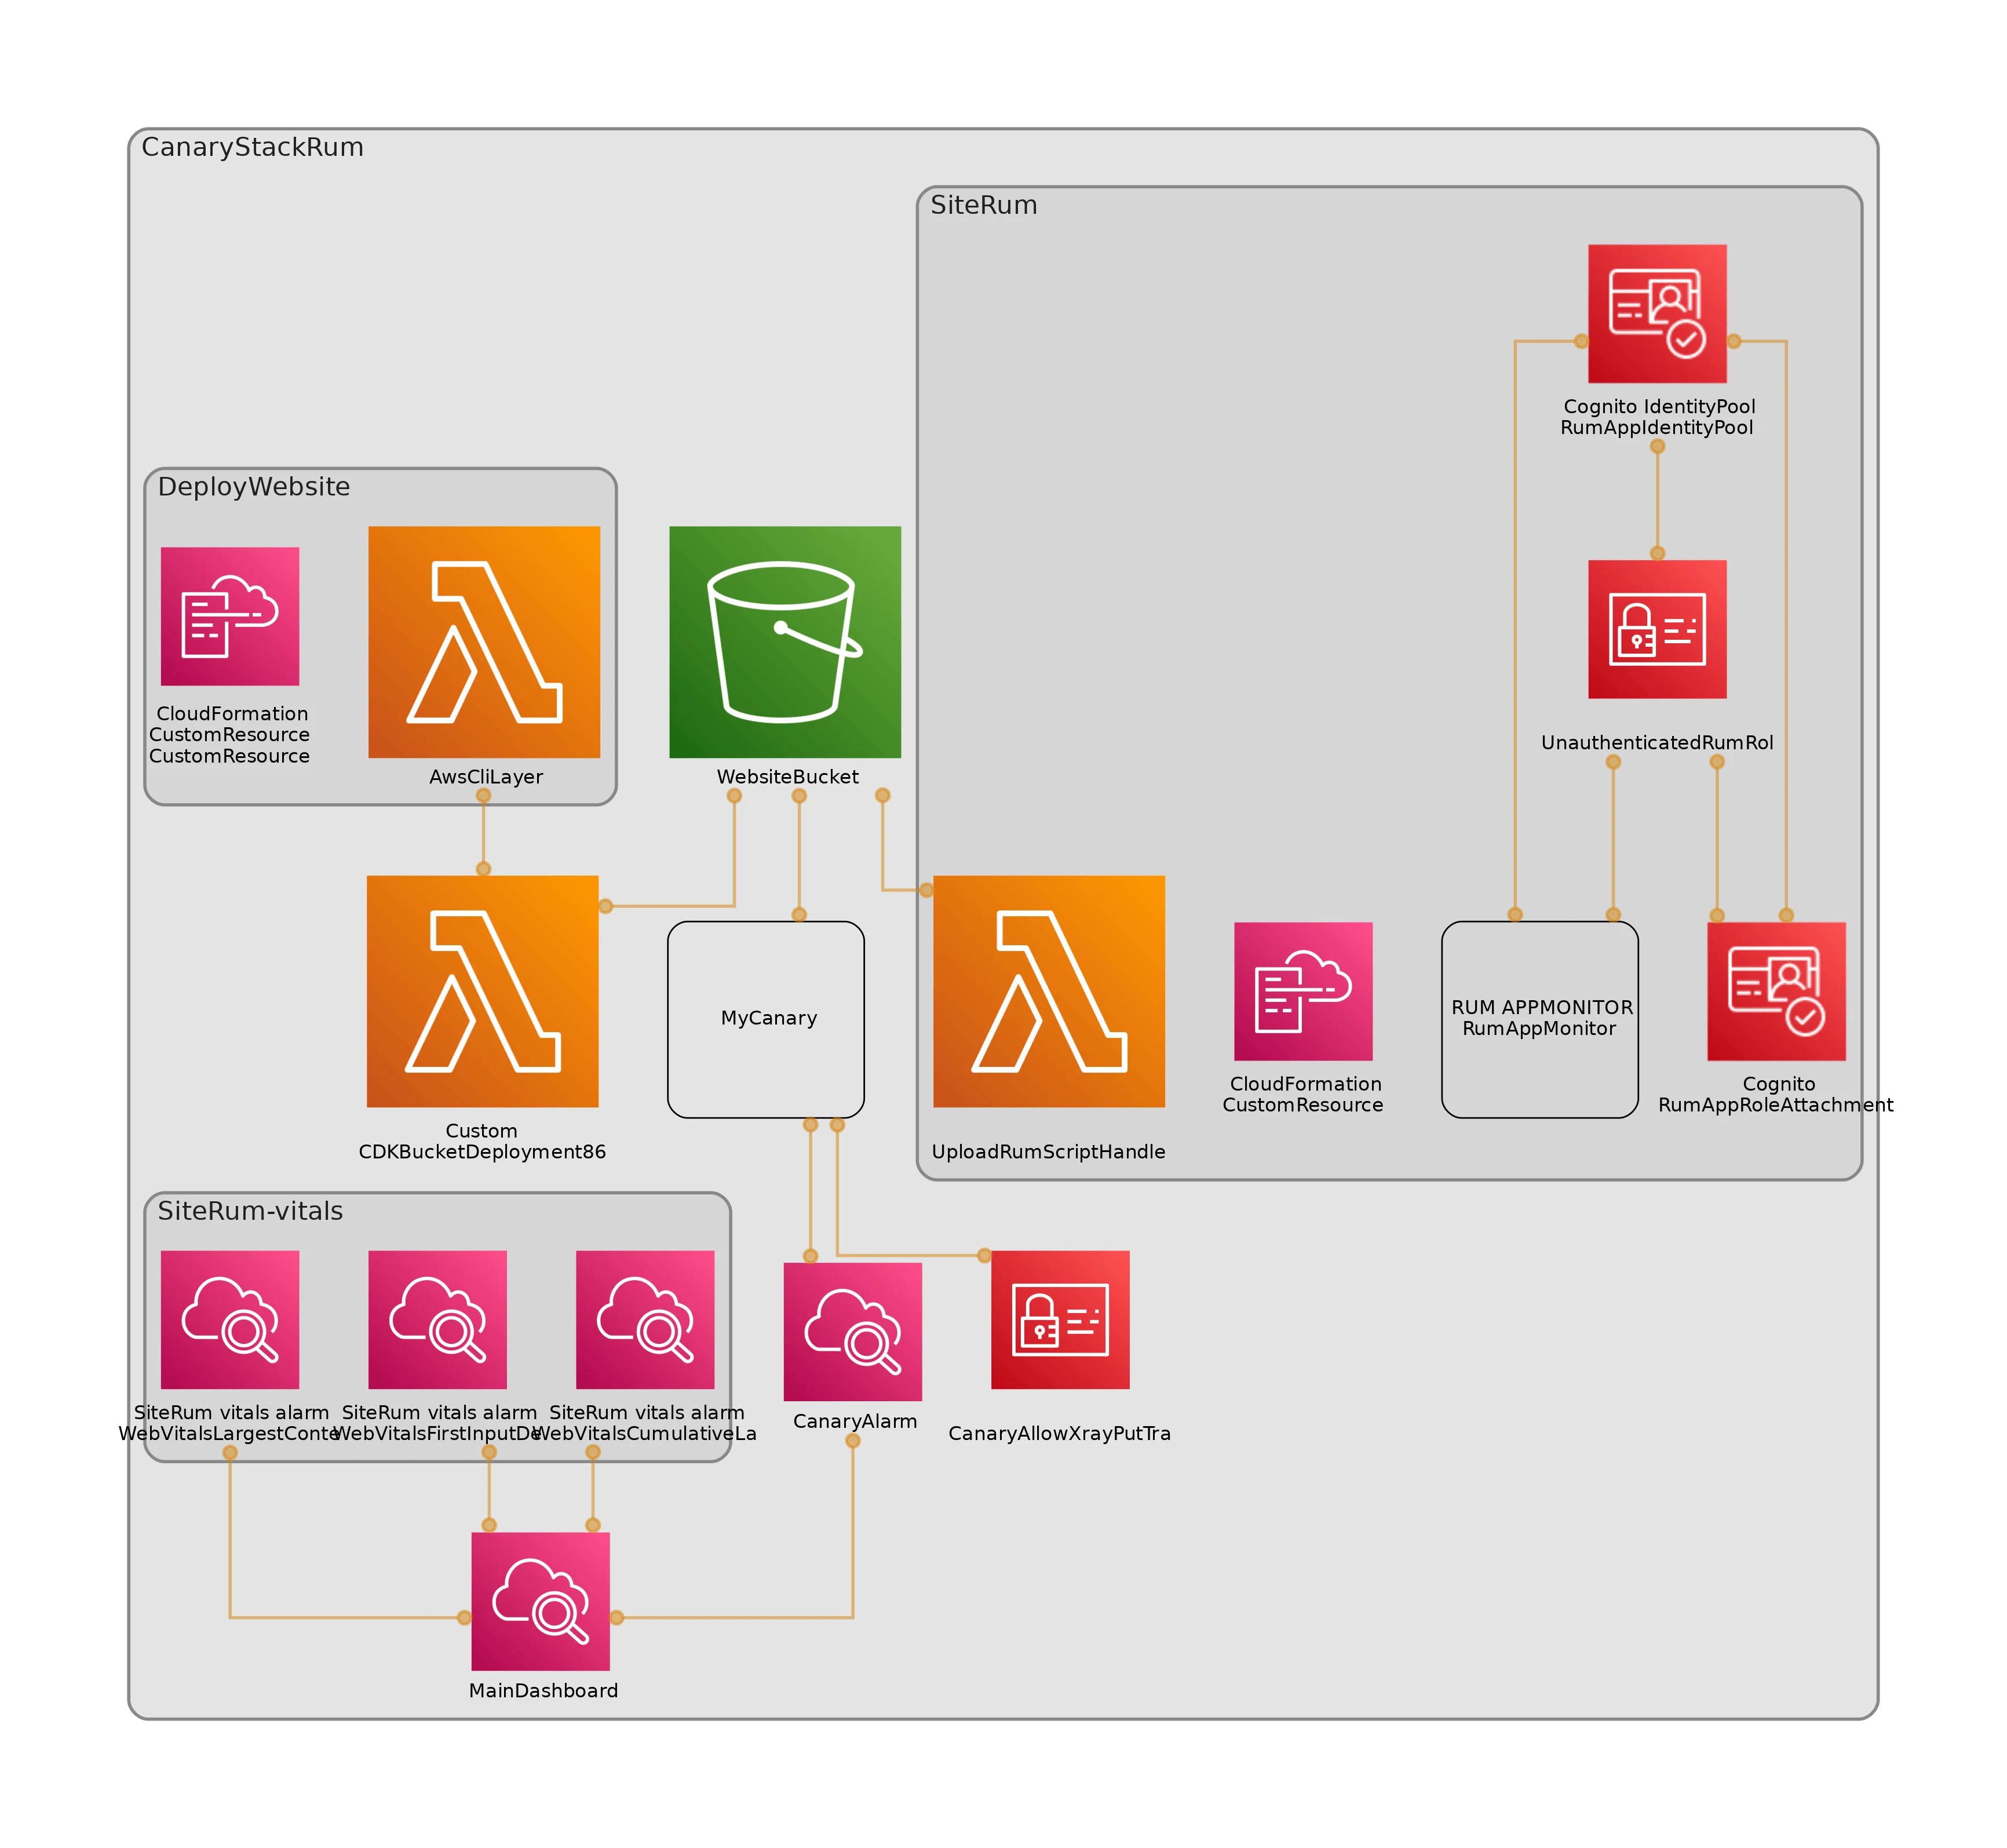 CanaryStackRum
SiteRum
Cognito IdentityPool
RumAppIdentityPool
DeployWebsite
CloudFormation
CustomResource
CustomResource
AwsCliLayer
WebsiteBucket
UnauthenticatedRumRol
Custom
CDKBucketDeployment86
MyCanary
UploadRumScriptHandle
CloudFormation
CustomResource
RUM APPMONITOR
RumAppMonitor
Cognito
RumAppRoleAttachment
SiteRum-vitals
SiteRum vitals alarm
WebVitalsLargestConte
SiteRum vitals alarm
WebVitalsFirstInputDe
SiteRum vitals alarm
WebVitalsCumulativeLa
CanaryAlarm
CanaryAllowXrayPutTra
MainDashboard